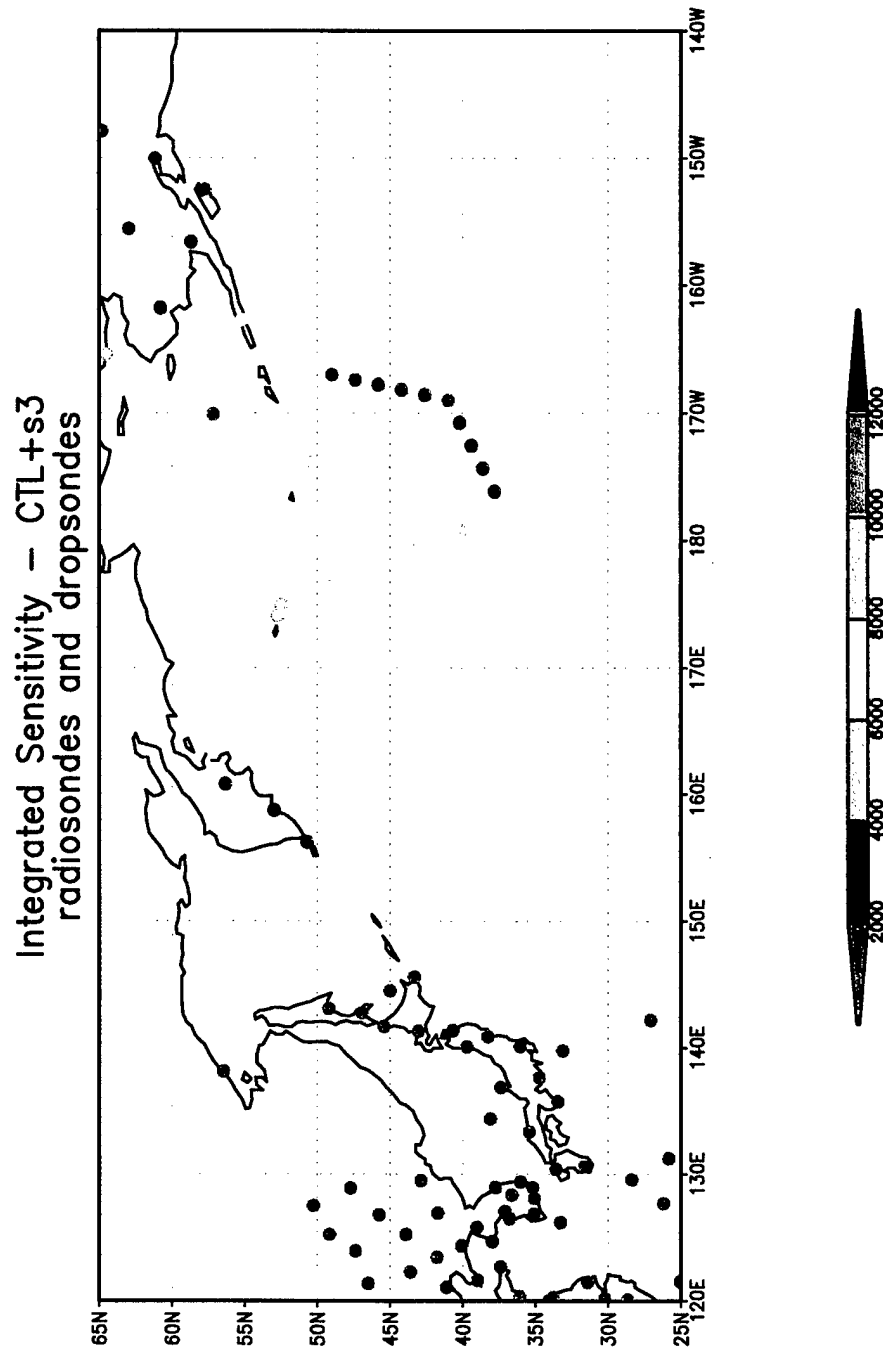 Integrated Sensitivity – CTL+s3
radiosondes and dropsondes
65N
60N
50N
45N
40N
35N
30N
25N
120E
130E
140E
150E
160E
170E
180
170W
160W
150W
140W
2000
4000
6000
8000
10000
12000